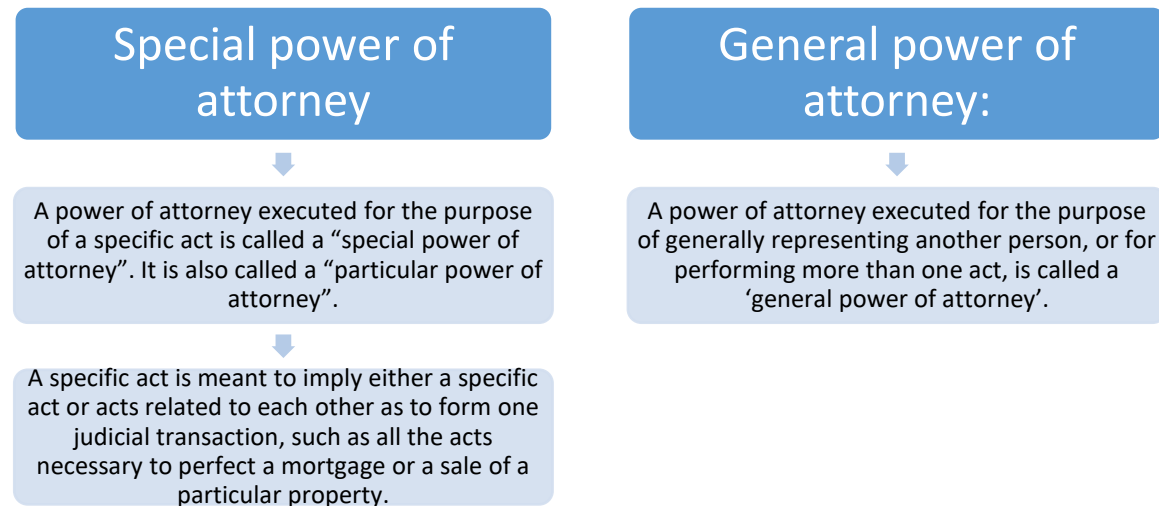 Special power of
attorney
A power of attorney executed for the purpose
of a specific act is called a “special power of
attorney”. It is also called a “particular power of
attorney”.
A specific act is meant to imply either a specific
act or acts related to each other as to form one
judicial transaction, such as all the acts
necessary to perfect a mortgage or a sale of a
particular property.
General power of
attorney:
A power of attorney executed for the purpose
of generally representing another person, or for
performing more than one act, is called a
‘general power of attorney’.